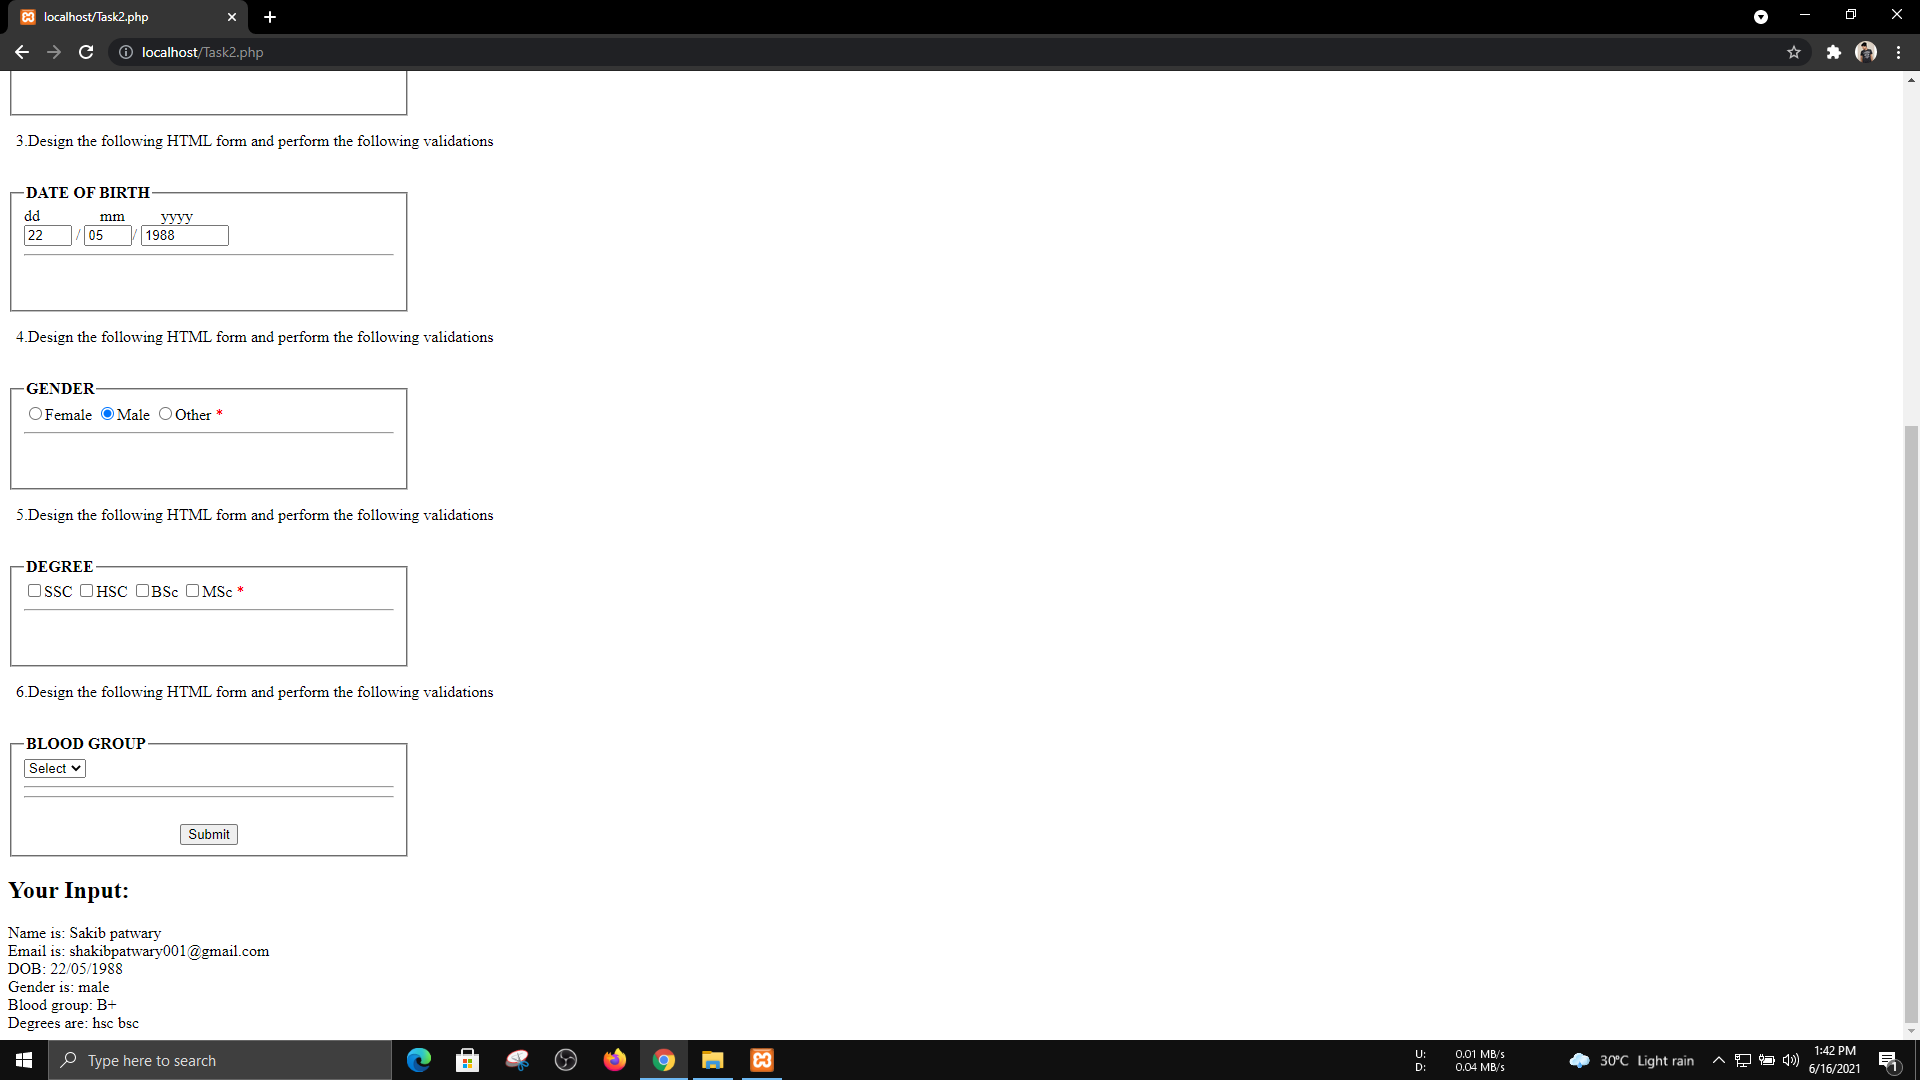 localhost/Task2.php
localhost/Task2.php
3.Design the following HTML form and perform the following validations
DATE OF BIRTH
dd mm yyyy
22 / 05 / 1988
4.Design the following HTML form and perform the following validations
GENDER
Female Male Other *
5.Design the following HTML form and perform the following validations
DEGREE
SSC HSC BSc MSc *
6.Design the following HTML form and perform the following validations
BLOOD GROUP
Select
Submit
Your Input:
Name is: Sakib patwary
Email is: shakibpatwary001@gmail.com
DOB: 22/05/1988
Gender is: male
Blood group: B+
Degrees are: hsc bsc
Type here to search
U: 0.01 MB/s
D: 0.04 MB/s
30°C Light rain
1:42 PM
6/16/2021
1